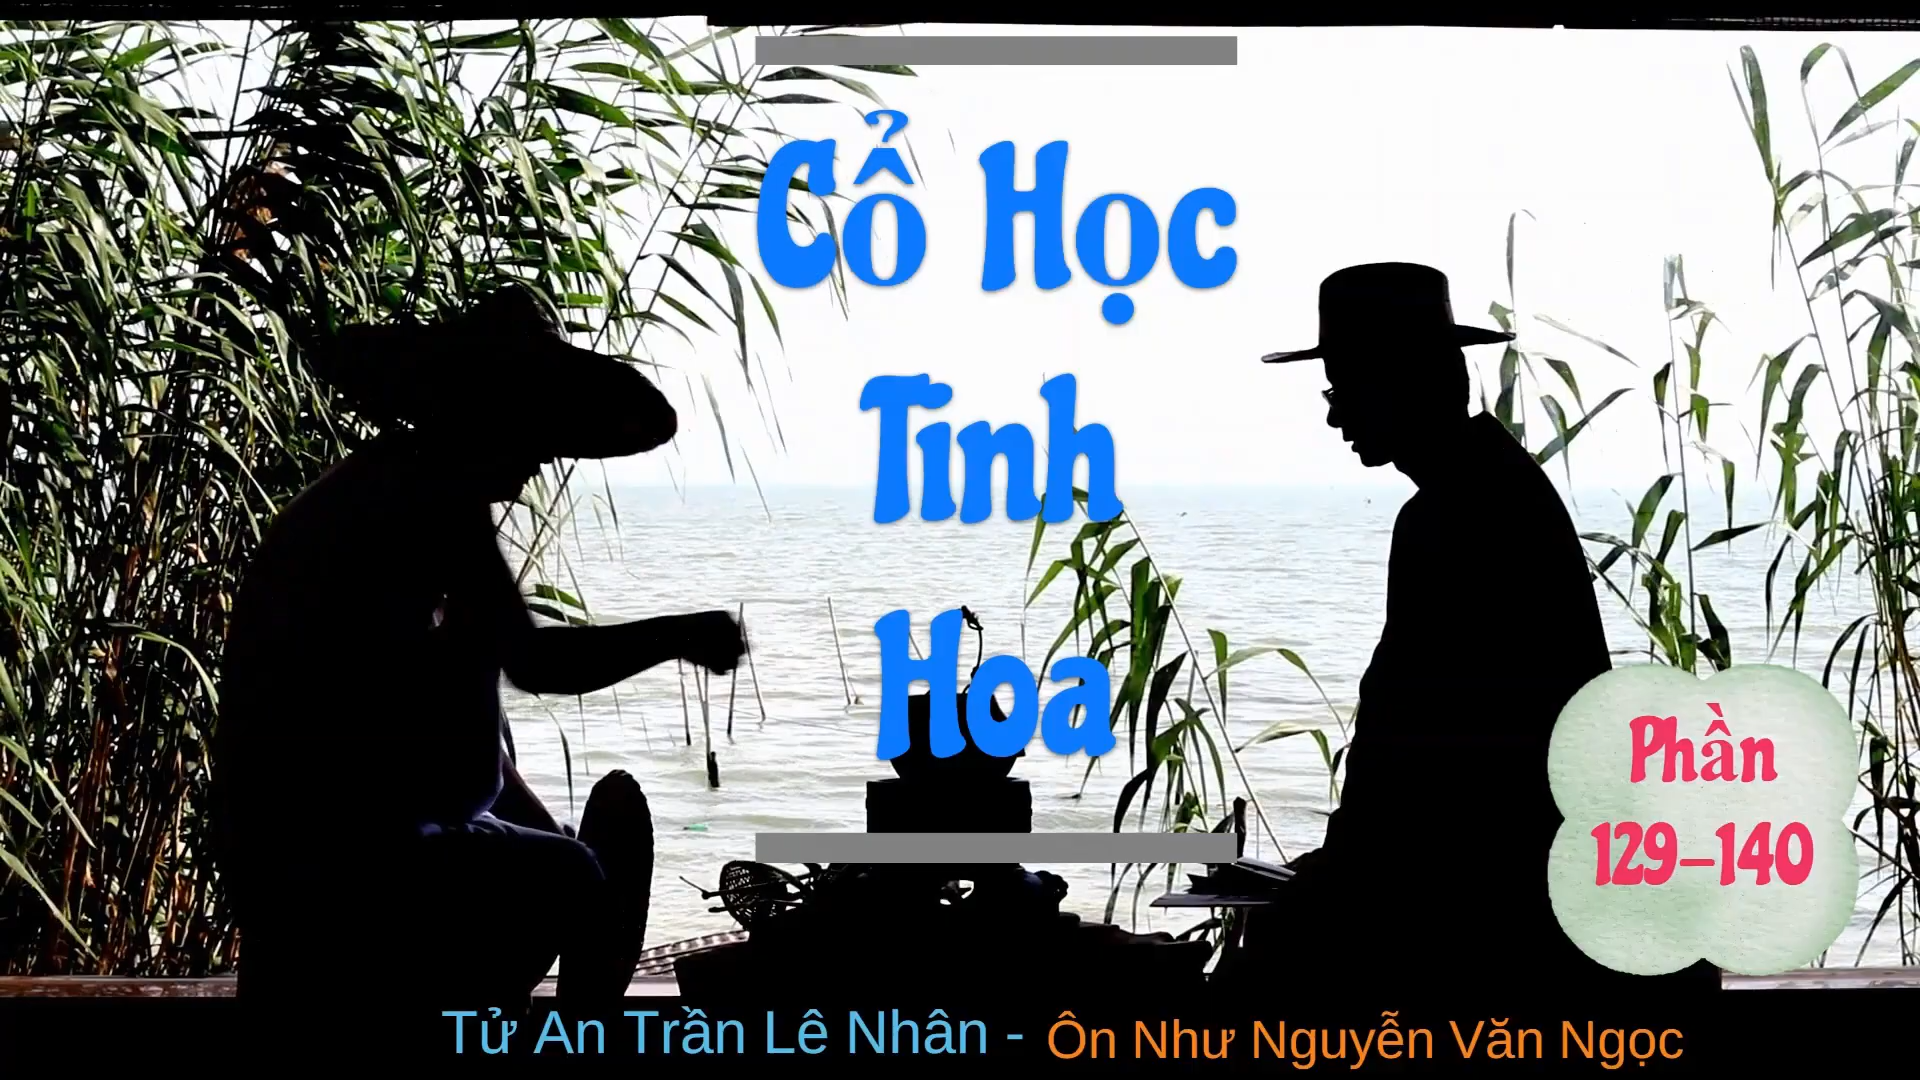 Cổ Học
Tinh
Hoa
Phần
129-140
Tử An Trần Lê Nhân - Ôn Như Nguyễn Văn Ngọc